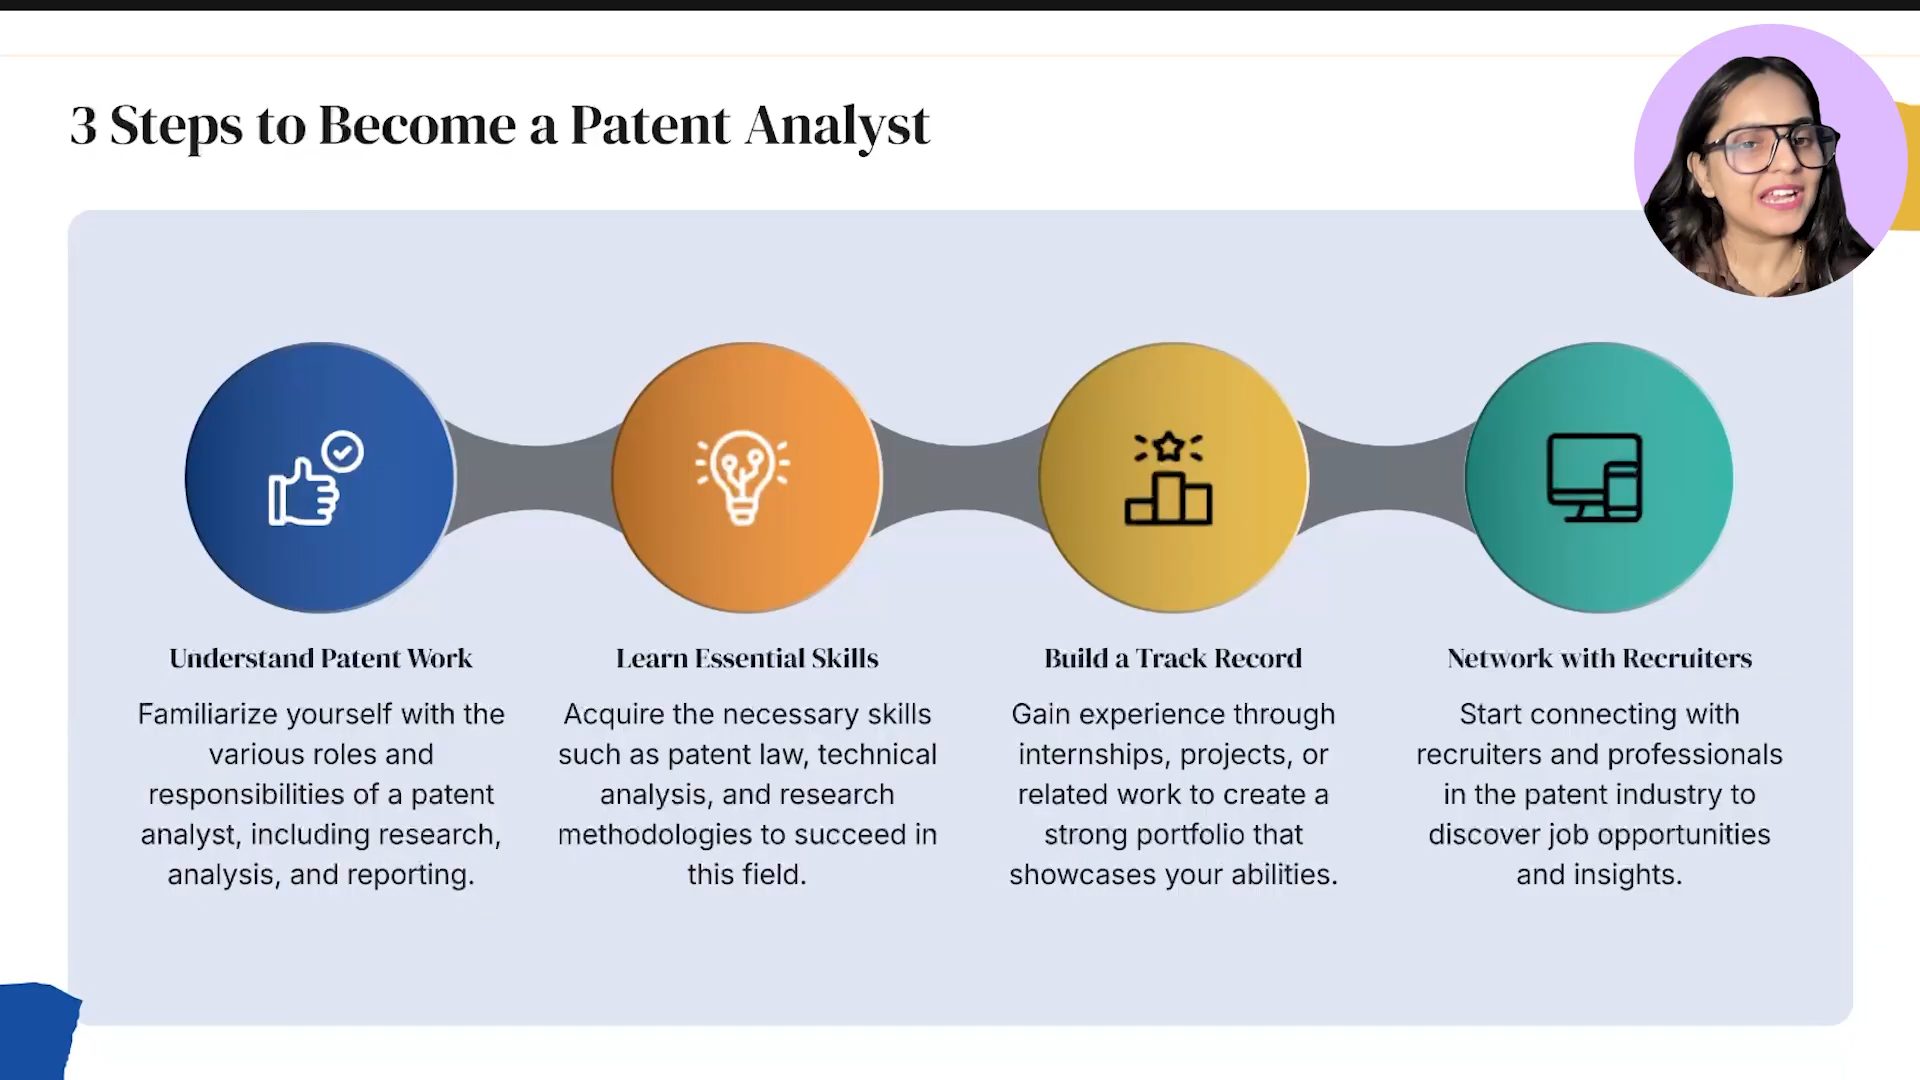 3 Steps to Become a Patent Analyst
Understand Patent Work
Familiarize yourself with the
various roles and
responsibilities of a patent
analyst, including research,
analysis, and reporting.
Learn Essential Skills
Acquire the necessary skills
such as patent law, technical
analysis, and research
methodologies to succeed in
this field.
Build a Track Record
Gain experience through
internships, projects, or
related work to create a
strong portfolio that
showcases your abilities.
Network with Recruiters
Start connecting with
recruiters and professionals
in the patent industry to
discover job opportunities
and insights.